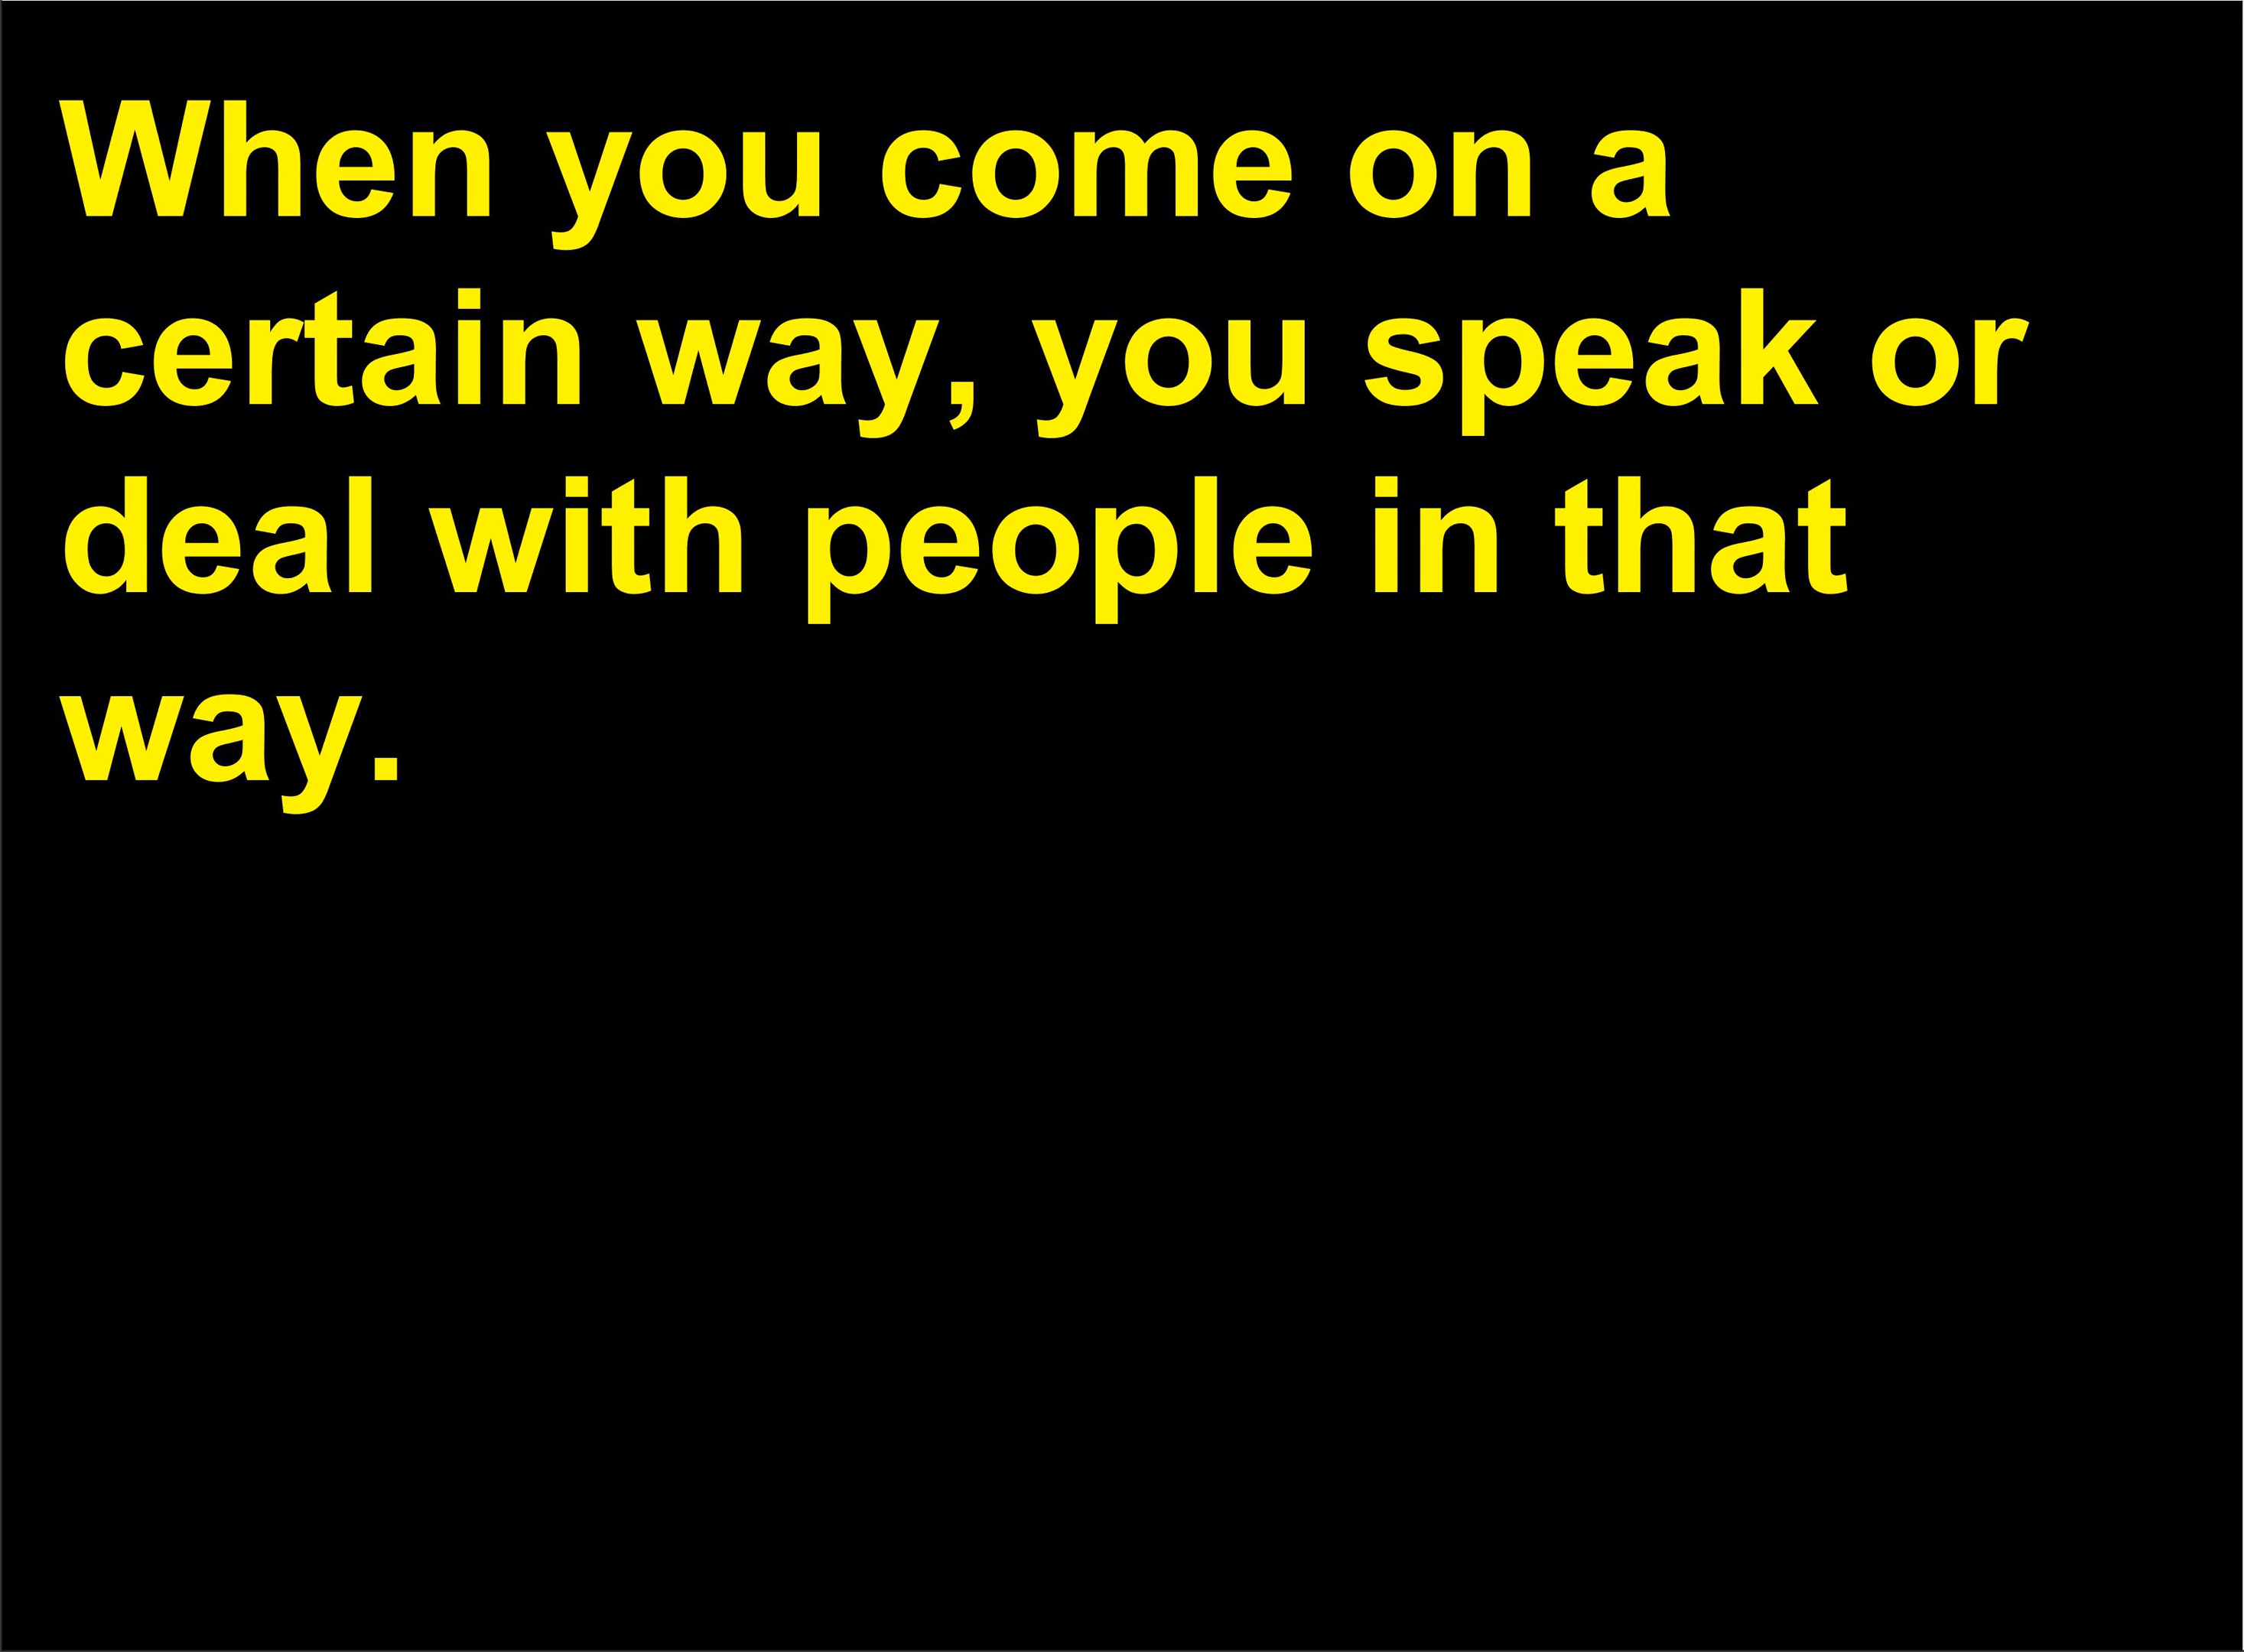 When you come on a
certain way, you speak or
deal with people in that
way.